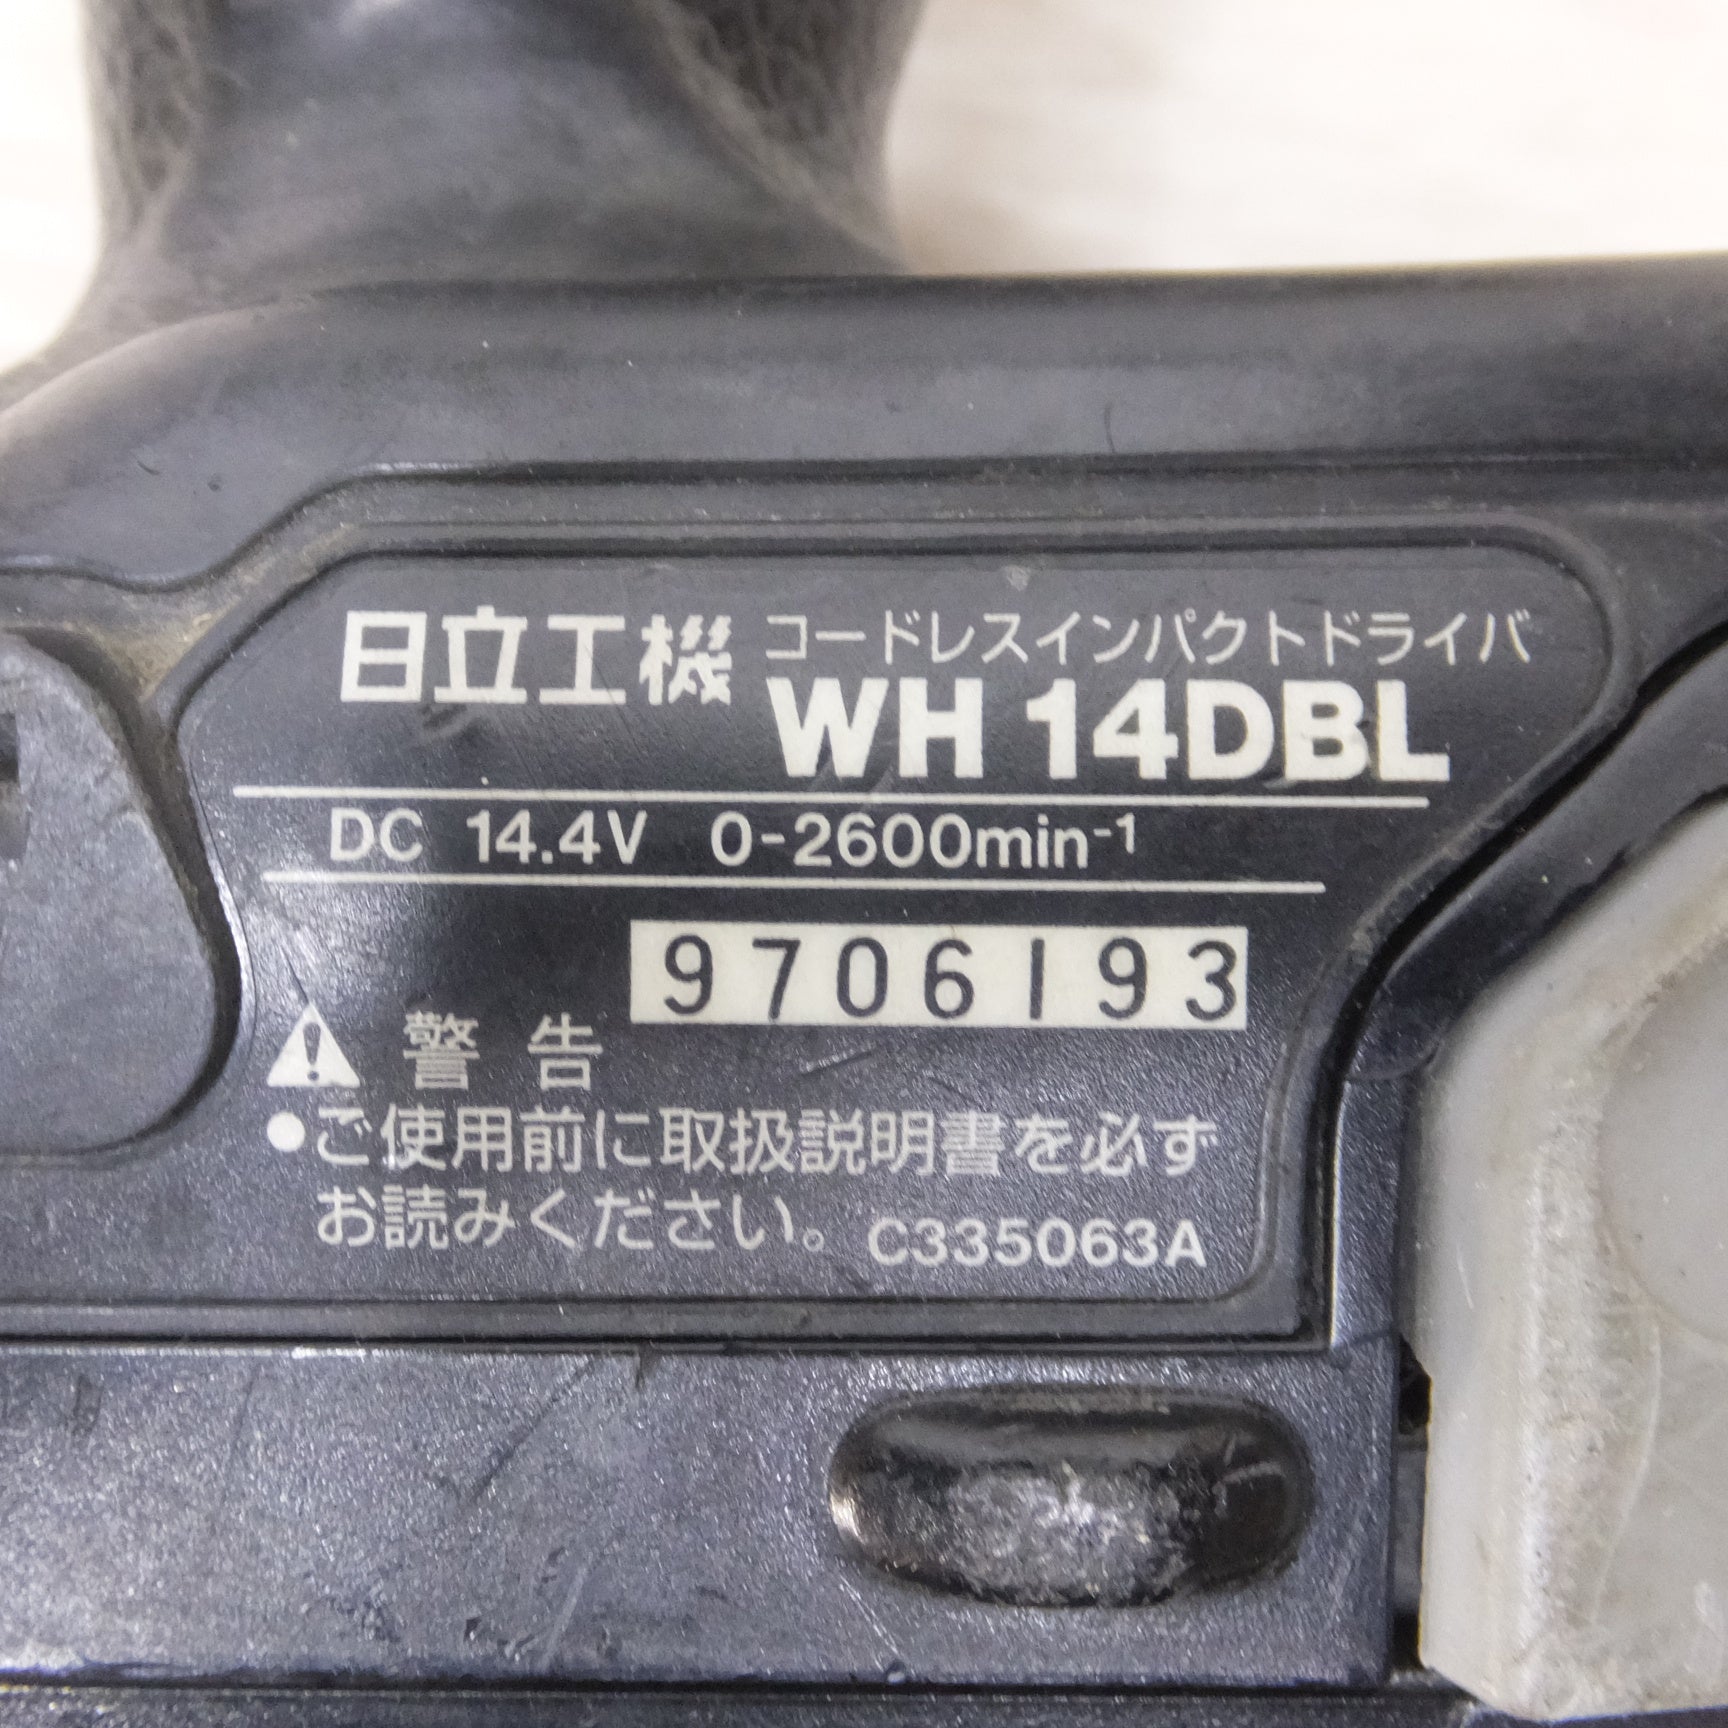 日立工機 コードレスインパクトドライバ
WH 14DBL
DC 14.4V 0-2600min⁻¹
9706193
警告
●ご使用前に取扱説明書を必ず
お読みください。 C335063A